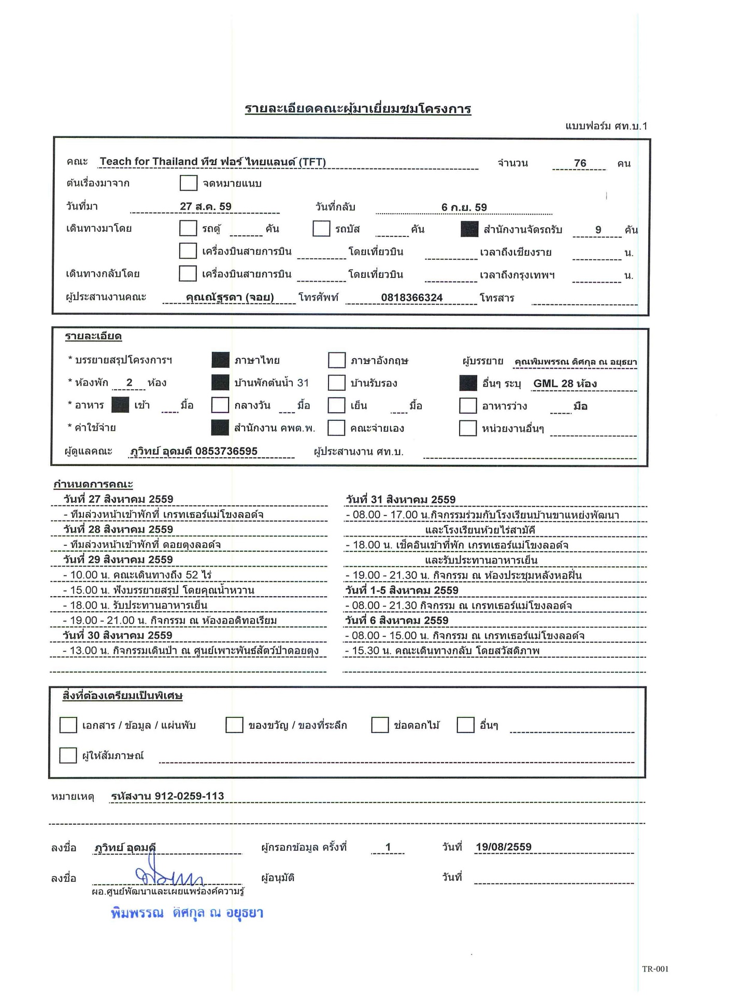 รายละเอียดคณะผู้มาเยี่ยมชมโครงการ
แบบฟอร์ม ศท.บ.1
คณะ Teach for Thailand ทีช ฟอร์ ไทยแลนด์ (TFT) จำนวน 76 คน
ต้นเรื่องมาจาก จดหมายแนบ
วันที่มา 27 ส.ค. 59 วันที่กลับ 6 ก.ย. 59
เดินทางมาโดย รถตู้ คัน รถบัส คัน สำนักงานจัดรถรับ 9 คัน
เครื่องบินสายการบิน โดยเที่ยวบิน เวลาถึงเชียงราย น.
เดินทางกลับโดย เครื่องบินสายการบิน โดยเที่ยวบิน เวลาถึงกรุงเทพฯ น.
ผู้ประสานงานคณะ คุณณัฐรดา (จอย) โทรศัพท์ 0818366324 โทรสาร
รายละเอียด
* บรรยายสรุปโครงการฯ ภาษาไทย ภาษาอังกฤษ ผู้บรรยาย คุณพิมพรรณ ดิศกุล ณ อยุธยา
* ห้องพัก 2 ห้อง บ้านพักต้นน้ำ 31 บ้านรับรอง อื่นๆ ระบุ GML 28 ห้อง
* อาหาร เช้า มื้อ กลางวัน มื้อ เย็น มื้อ อาหารว่าง มือ
* ค่าใช้จ่าย สำนักงาน คพต.พ. คณะจ่ายเอง หน่วยงานอื่นๆ
ผู้ดูแลคณะ ภูวิทย์ อุดมดี 0853736595 ผู้ประสานงาน ศท.บ.
กำหนดการคณะ
วันที่ 27 สิงหาคม 2559
- ทีมล่วงหน้าเข้าพักที่ เกรทเธอร์แม่โขงลอด์จ
วันที่ 28 สิงหาคม 2559
- ทีมล่วงหน้าเข้าพักที่ ดอยตุงลอด์จ
วันที่ 29 สิงหาคม 2559
- 10.00 น. คณะเดินทางถึง 52 ไร่
- 15.00 น. ฟังบรรยายสรุป โดยคุณน้ำหวาน
- 18.00 น. รับประทานอาหารเย็น
- 19.00 - 21.00 น. กิจกรรม ณ ห้องออดิทอเรียม
วันที่ 30 สิงหาคม 2559
- 13.00 น. กิจกรรมเดินป่า ณ ศูนย์เพาะพันธ์สัตว์ป่าดอยตุง
วันที่ 31 สิงหาคม 2559
- 08.00 - 17.00 น.กิจกรรมร่วมกับโรงเรียนบ้านขาแหย่งพัฒนา
และโรงเรียนห้วยไร่สามัคี
- 18.00 น. เช็คอินเข้าที่พัก เกรทเธอร์แม่โขงลอด์จ
และรับประทานอาหารเย็น
- 19.00 - 21.30 น. กิจกรรม ณ ห้องประชุมหลังหอฝิ่น
วันที่ 1-5 สิงหาคม 2559
- 08.00 - 21.30 กิจกรรม ณ เกรทเธอร์แม่โขงลอด์จ
วันที่ 6 สิงหาคม 2559
- 08.00 - 15.00 น. กิจกรรม ณ เกรทเธอร์แม่โขงลอด์จ
- 15.30 น. คณะเดินทางกลับ โดยสวัสดิภาพ
สิ่งที่ต้องเตรียมเป็นพิเศษ
เอกสาร / ข้อมูล / แผ่นพับ ของขวัญ / ของที่ระลึก ช่อดอกไม้ อื่นๆ
ผู้ให้สัมภาษณ์
หมายเหตุ รหัสงาน 912-0259-113
ลงชื่อ ภูวิทย์ อุดมดี ผู้กรอกข้อมูล ครั้งที่ 1 วันที่ 19/08/2559
ลงชื่อ ผู้อนุมัติ วันที่
ผอ.ศูนย์พัฒนาและเผยแพร่องค์ความรู้
พิมพรรณ ดิศกุล ณ อยุธยา
TR-001